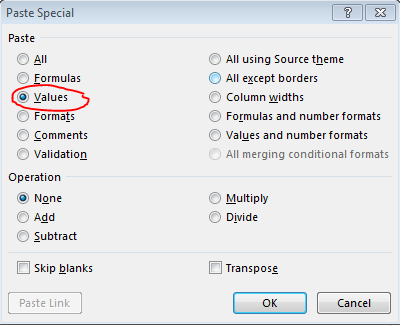 Paste Special
?
Paste
All
All using Source theme
Formulas
All except borders
Values
Column widths
Formats
Formulas and number formats
Comments
Values and number formats
Validation
All merging conditional formats
Operation
None
Multiply
Add
Divide
Subtract
Skip blanks
Transpose
Paste Link
OK
Cancel